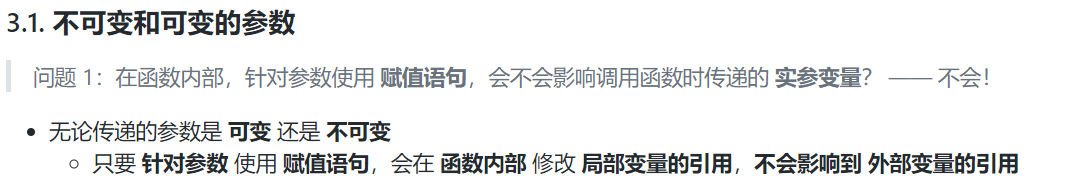 3.1. 不可变和可变的参数
问题 1：在函数内部，针对参数使用 赋值语句，会不会影响调用函数时传递的 实参变量？ —— 不会！
无论传递的参数是 可变 还是 不可变
只要 针对参数 使用 赋值语句，会在 函数内部 修改 局部变量的引用，不会影响到 外部变量的引用